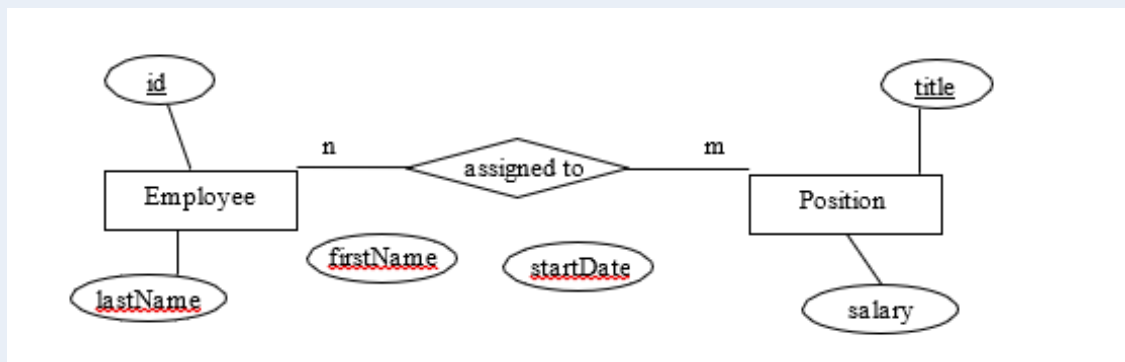 id
title
n
m
assigned to
Employee
Position
firstName
startDate
lastName
salary